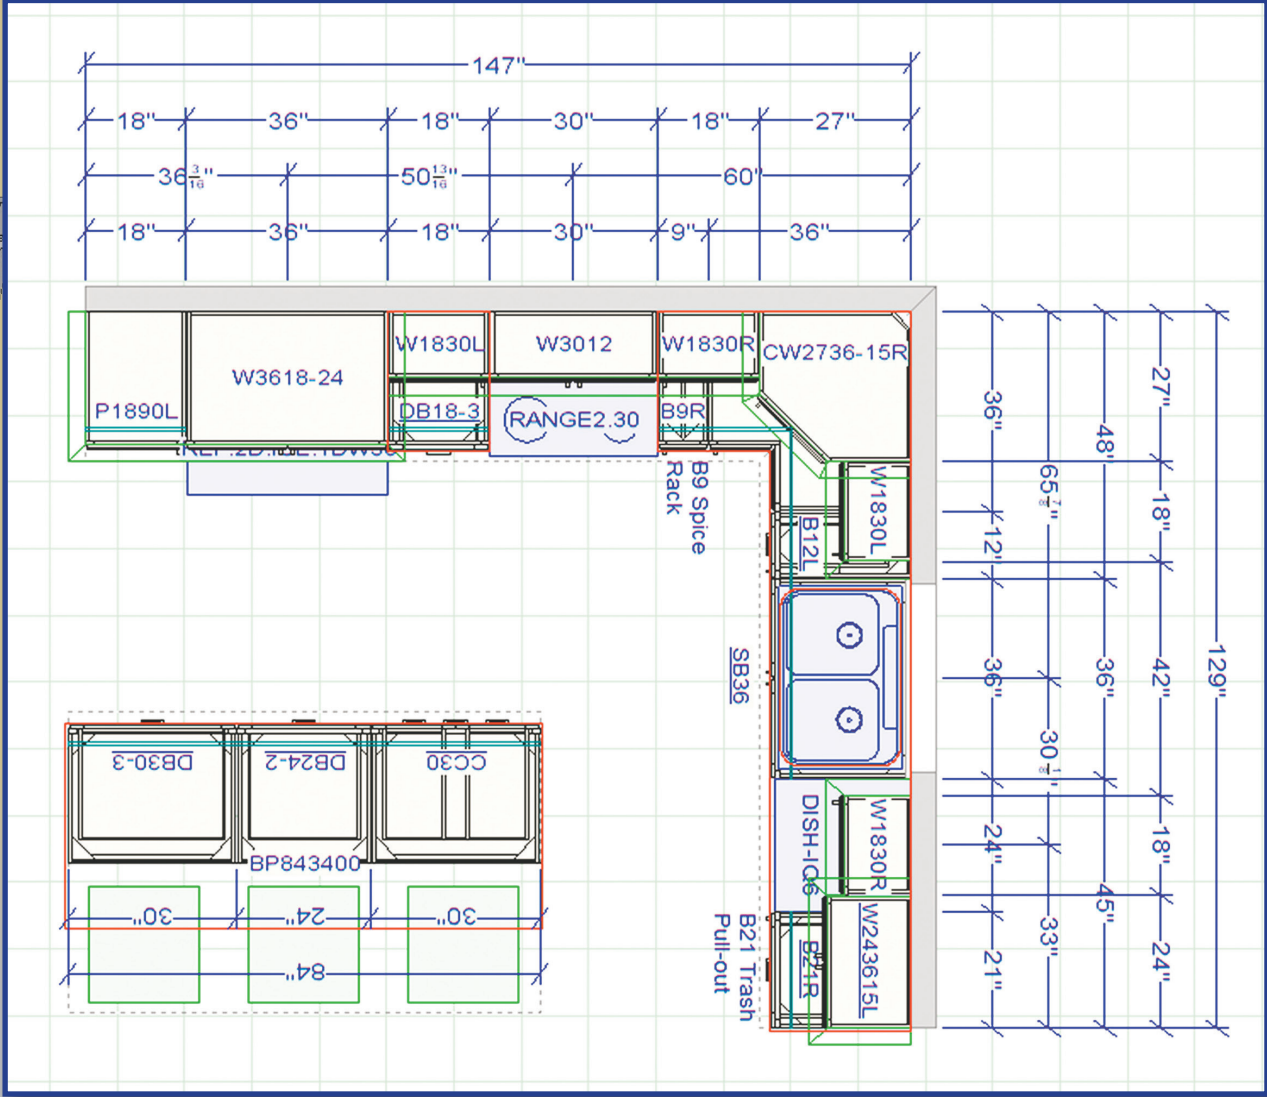 147"
18" 36" 18" 30" 18" 27"
36 3/16" 50 13/16" 60"
18" 36" 18" 30" 9" 36"
W1830L W3012 W1830R CW2736-15R
W3618-24
P1890L DB18-3 RANGE2.30 B9R
B9 Spice
Rack
W1830L
B12L
SB36
DISH-IQ6
W1830R
B21 Trash
Pull-out
B21R
W243615L
36"
12"
36"
24"
21"
65 7/8"
30 1/8"
33"
48"
36"
45"
27"
18"
42"
18"
24"
129"
DB30-3 DB24-2 CC30
BP843400
30" 24" 30"
84"